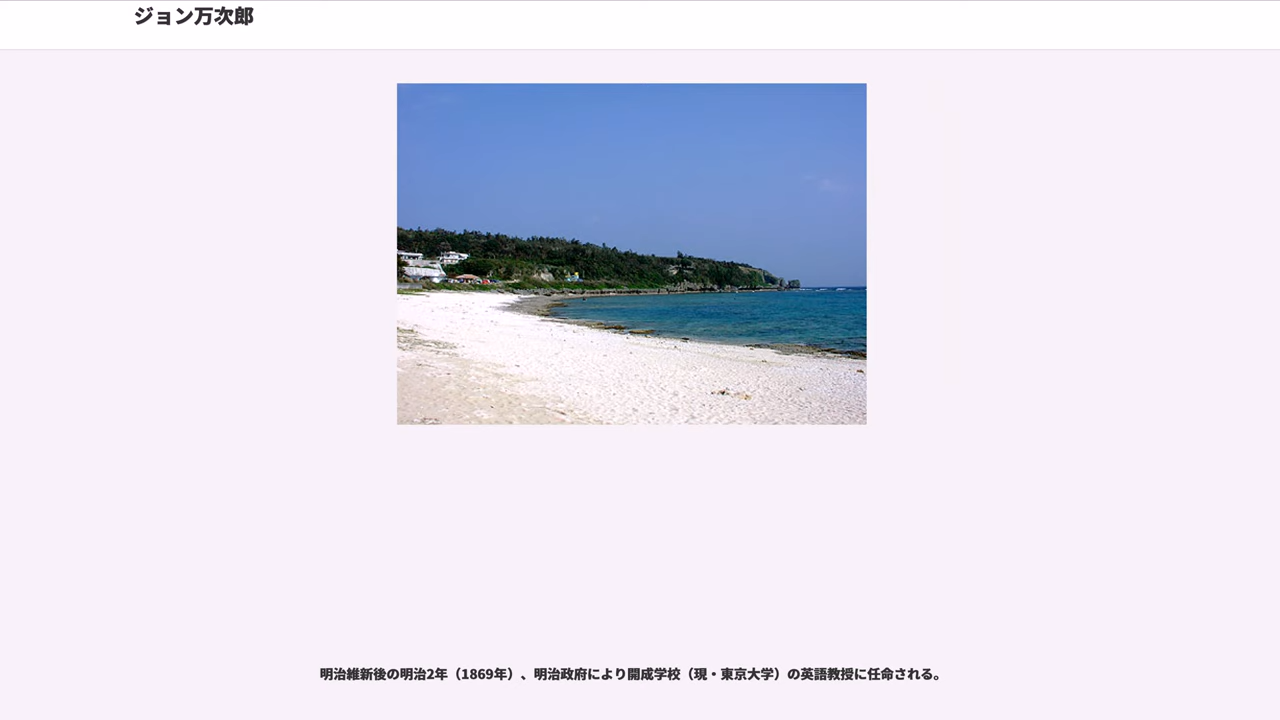 ジョン万次郎
明治維新後の明治2年（1869年）、明治政府により開成学校（現・東京大学）の英語教授に任命される。